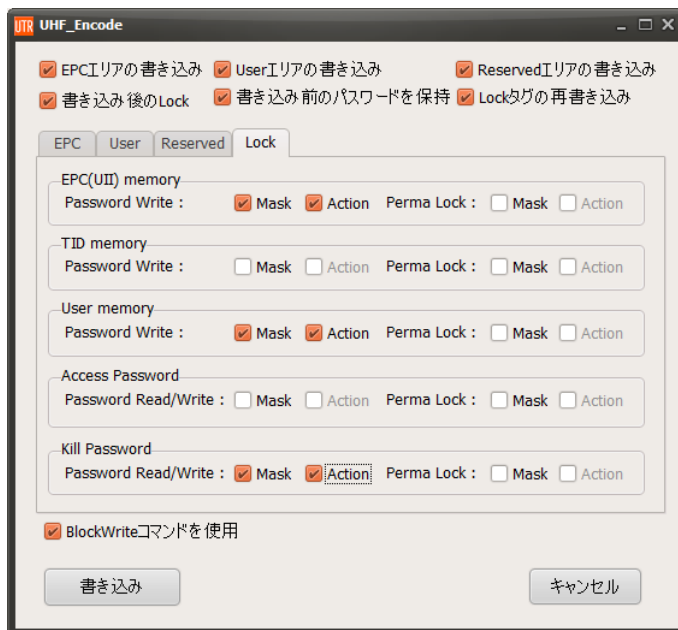 UTR UHF_Encode
EPCエリアの書き込み Userエリアの書き込み Reservedエリアの書き込み
書き込み後のLock 書き込み前のパスワードを保持 Lockタグの再書き込み
EPC User Reserved Lock
EPC(UII) memory
Password Write : Mask Action Perma Lock : Mask Action
TID memory
Password Write : Mask Action Perma Lock : Mask Action
User memory
Password Write : Mask Action Perma Lock : Mask Action
Access Password
Password Read/Write : Mask Action Perma Lock : Mask Action
Kill Password
Password Read/Write : Mask Action Perma Lock : Mask Action
BlockWriteコマンドを使用
書き込み キャンセル